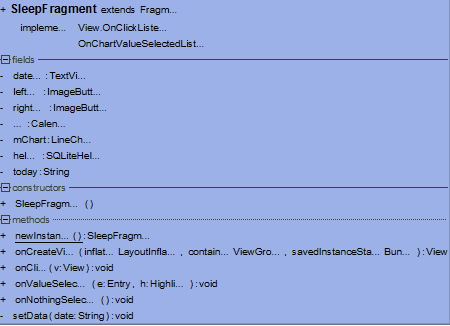 + SleepFragment extends Fragm...
impleme... View.OnClickListe...
OnChartValueSelectedList...
fields
- date... :TextVi...
- left... :ImageButt...
- right... :ImageButt...
- ... :Calen...
- mChart:LineCh...
- hel... :SQLiteHel...
- today:String
constructors
+ SleepFragm... ()
methods
+ newInstan... ():SleepFragm...
+ onCreateVi... (inflat... LayoutInfla... , contain... ViewGro... , savedInstanceSta... Bun... ):View
+ onCli... (v:View):void
+ onValueSelec... (e:Entry, h:Highli... ):void
+ onNothingSelec... ():void
- setData(date:String):void